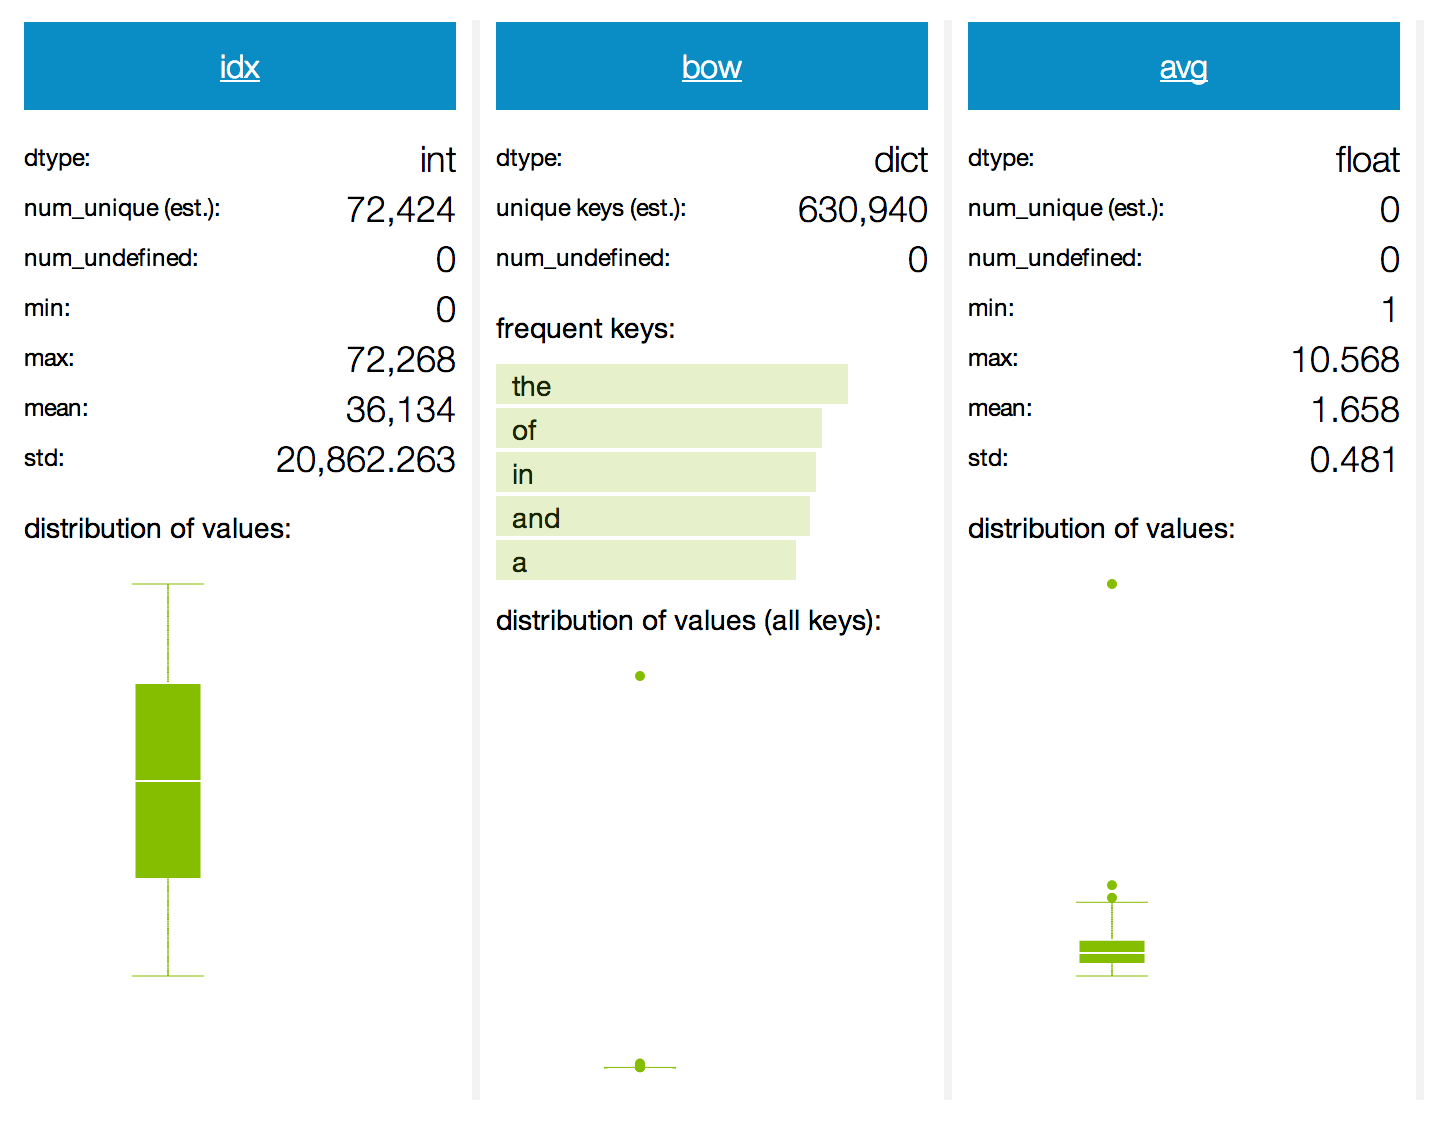 idx
dtype: int
num_unique (est.): 72,424
num_undefined: 0
min: 0
max: 72,268
mean: 36,134
std: 20,862.263
distribution of values:
bow
dtype: dict
unique keys (est.): 630,940
num_undefined: 0
frequent keys:
the
of
in
and
a
distribution of values (all keys):
avg
dtype: float
num_unique (est.): 0
num_undefined: 0
min: 1
max: 10.568
mean: 1.658
std: 0.481
distribution of values: